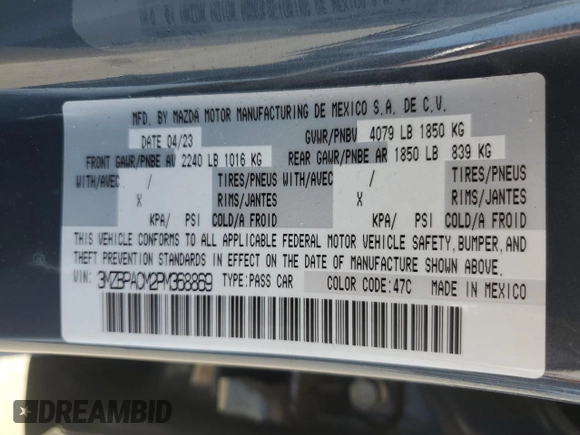 MFD. BY MAZDA MOTOR MANUFACTURING DE MEXICO S.A. DE C.V.
DATE 04/23 GVWR/PNBV 4079 LB 1850 KG
FRONT GAWR/PNBE AV 2240 LB 1016 KG REAR GAWR/PNBE AR 1850 LB 839 KG
WITH/AVEC / TIRES/PNEUS WITH/AVEC / TIRES/PNEUS
X RIMS/JANTES X RIMS/JANTES
KPA/ PSI COLD/A FROID KPA/ PSI COLD/A FROID
THIS VEHICLE CONFORMS TO ALL APPLICABLE FEDERAL MOTOR VEHICLE SAFETY, BUMPER, AND
THEFT PREVENTION STANDARDS IN EFFECT ON THE DATE OF MANUFACTURE SHOWN ABOVE.
VIN: 3MZBPACM2PM368869 TYPE:PASS CAR COLOR CODE:47C MADE IN MEXICO
DREAMBID